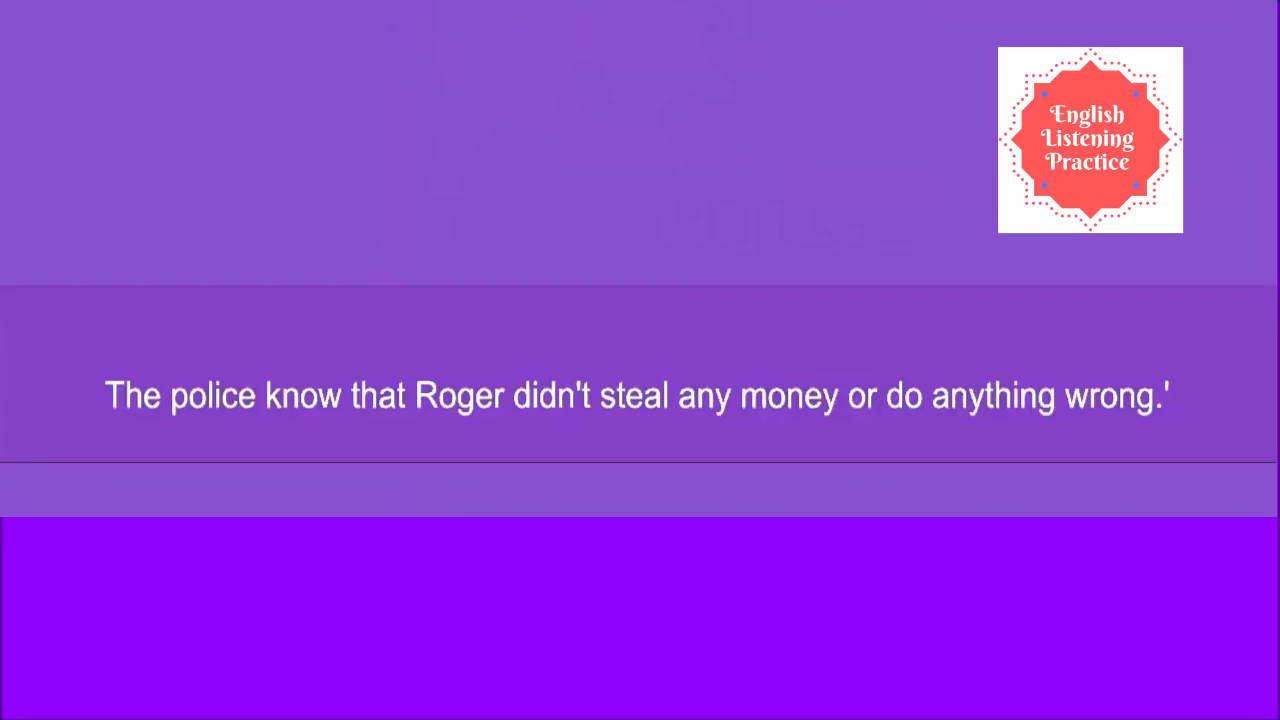 English
Listening
Practice
The police know that Roger didn't steal any money or do anything wrong.'